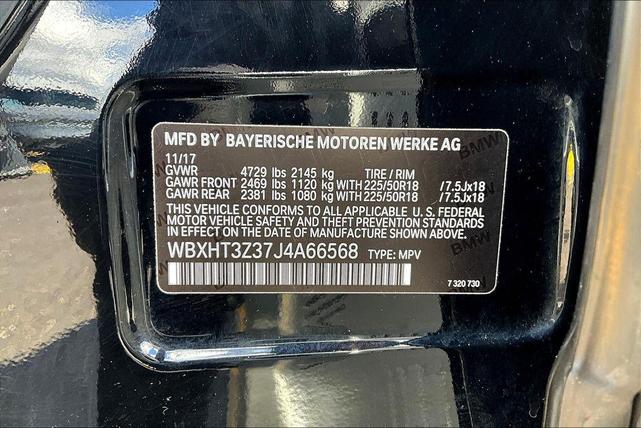 MFD BY BAYERISCHE MOTOREN WERKE AG
11/17
GVWR 4729 lbs 2145 kg TIRE / RIM
GAWR FRONT 2469 lbs 1120 kg WITH 225/50R18 /7.5Jx18
GAWR REAR 2381 lbs 1080 kg WITH 225/50R18 /7.5Jx18
THIS VEHICLE CONFORMS TO ALL APPLICABLE U. S. FEDERAL
MOTOR VEHICLE SAFETY AND THEFT PREVENTION STANDARDS
IN EFFECT ON THE DATE OF MANUFACTURE SHOWN ABOVE.
WBXHT3Z37J4A66568 TYPE: MPV
7 320 730
BMW
BMW